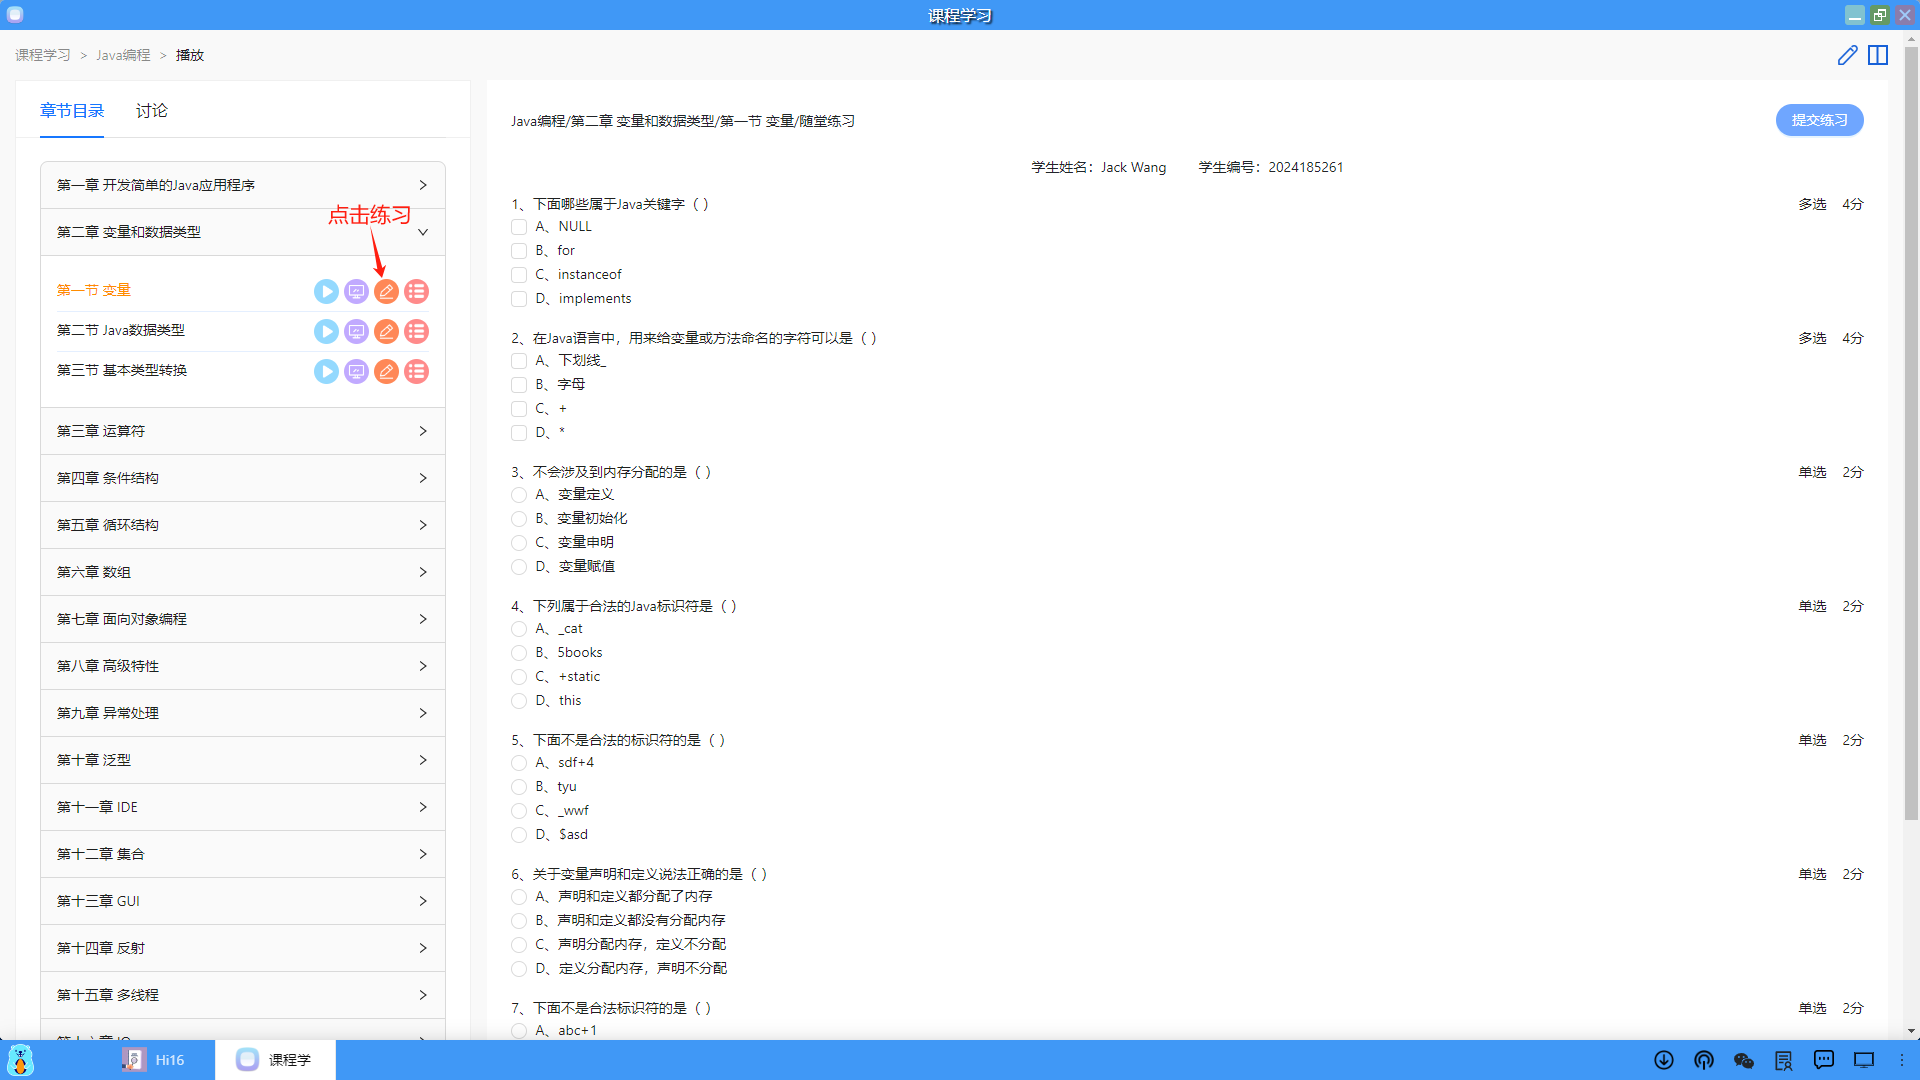 课程学习
课程学习 > Java编程 > 播放
章节目录 讨论
第一章 开发简单的Java应用程序
点击练习
第二章 变量和数据类型
第一节 变量
第二节 Java数据类型
第三节 基本类型转换
第三章 运算符
第四章 条件结构
第五章 循环结构
第六章 数组
第七章 面向对象编程
第八章 高级特性
第九章 异常处理
第十章 泛型
第十一章 IDE
第十二章 集合
第十三章 GUI
第十四章 反射
第十五章 多线程
Java编程/第二章 变量和数据类型/第一节 变量/随堂练习
提交练习
学生姓名：Jack Wang 学生编号：2024185261
1、下面哪些属于Java关键字（ ） 多选 4分
A、NULL
B、for
C、instanceof
D、implements
2、在Java语言中，用来给变量或方法命名的字符可以是（ ） 多选 4分
A、下划线_
B、字母
C、+
D、*
3、不会涉及到内存分配的是（ ） 单选 2分
A、变量定义
B、变量初始化
C、变量申明
D、变量赋值
4、下列属于合法的Java标识符是（ ） 单选 2分
A、_cat
B、5books
C、+static
D、this
5、下面不是合法的标识符的是（ ） 单选 2分
A、sdf+4
B、tyu
C、_wwf
D、$asd
6、关于变量声明和定义说法正确的是（ ） 单选 2分
A、声明和定义都分配了内存
B、声明和定义都没有分配内存
C、声明分配内存，定义不分配
D、定义分配内存，声明不分配
7、下面不是合法标识符的是（ ） 单选 2分
A、abc+1
Hi16
课程学